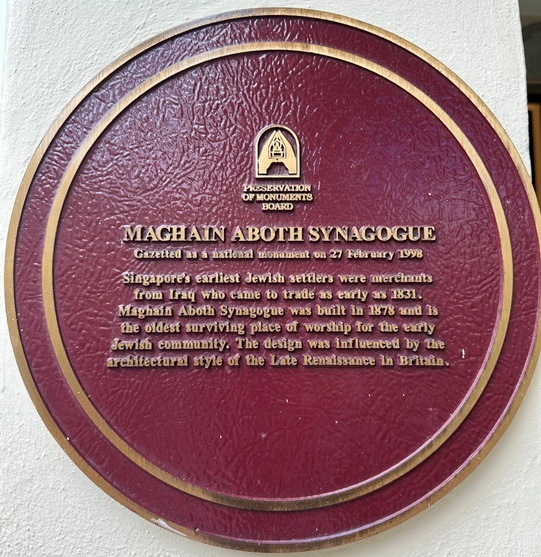 PRESERVATION
OF MONUMENTS
BOARD
MAGHAIN ABOTH SYNAGOGUE
Gazetted as a national monument on 27 February 1998
Singapore's earliest Jewish settlers were merchants
from Iraq who came to trade as early as 1831.
Maghain Aboth Synagogue was built in 1878 and is
the oldest surviving place of worship for the early
Jewish community. The design was influenced by the
architectural style of the Late Renaissance in Britain.